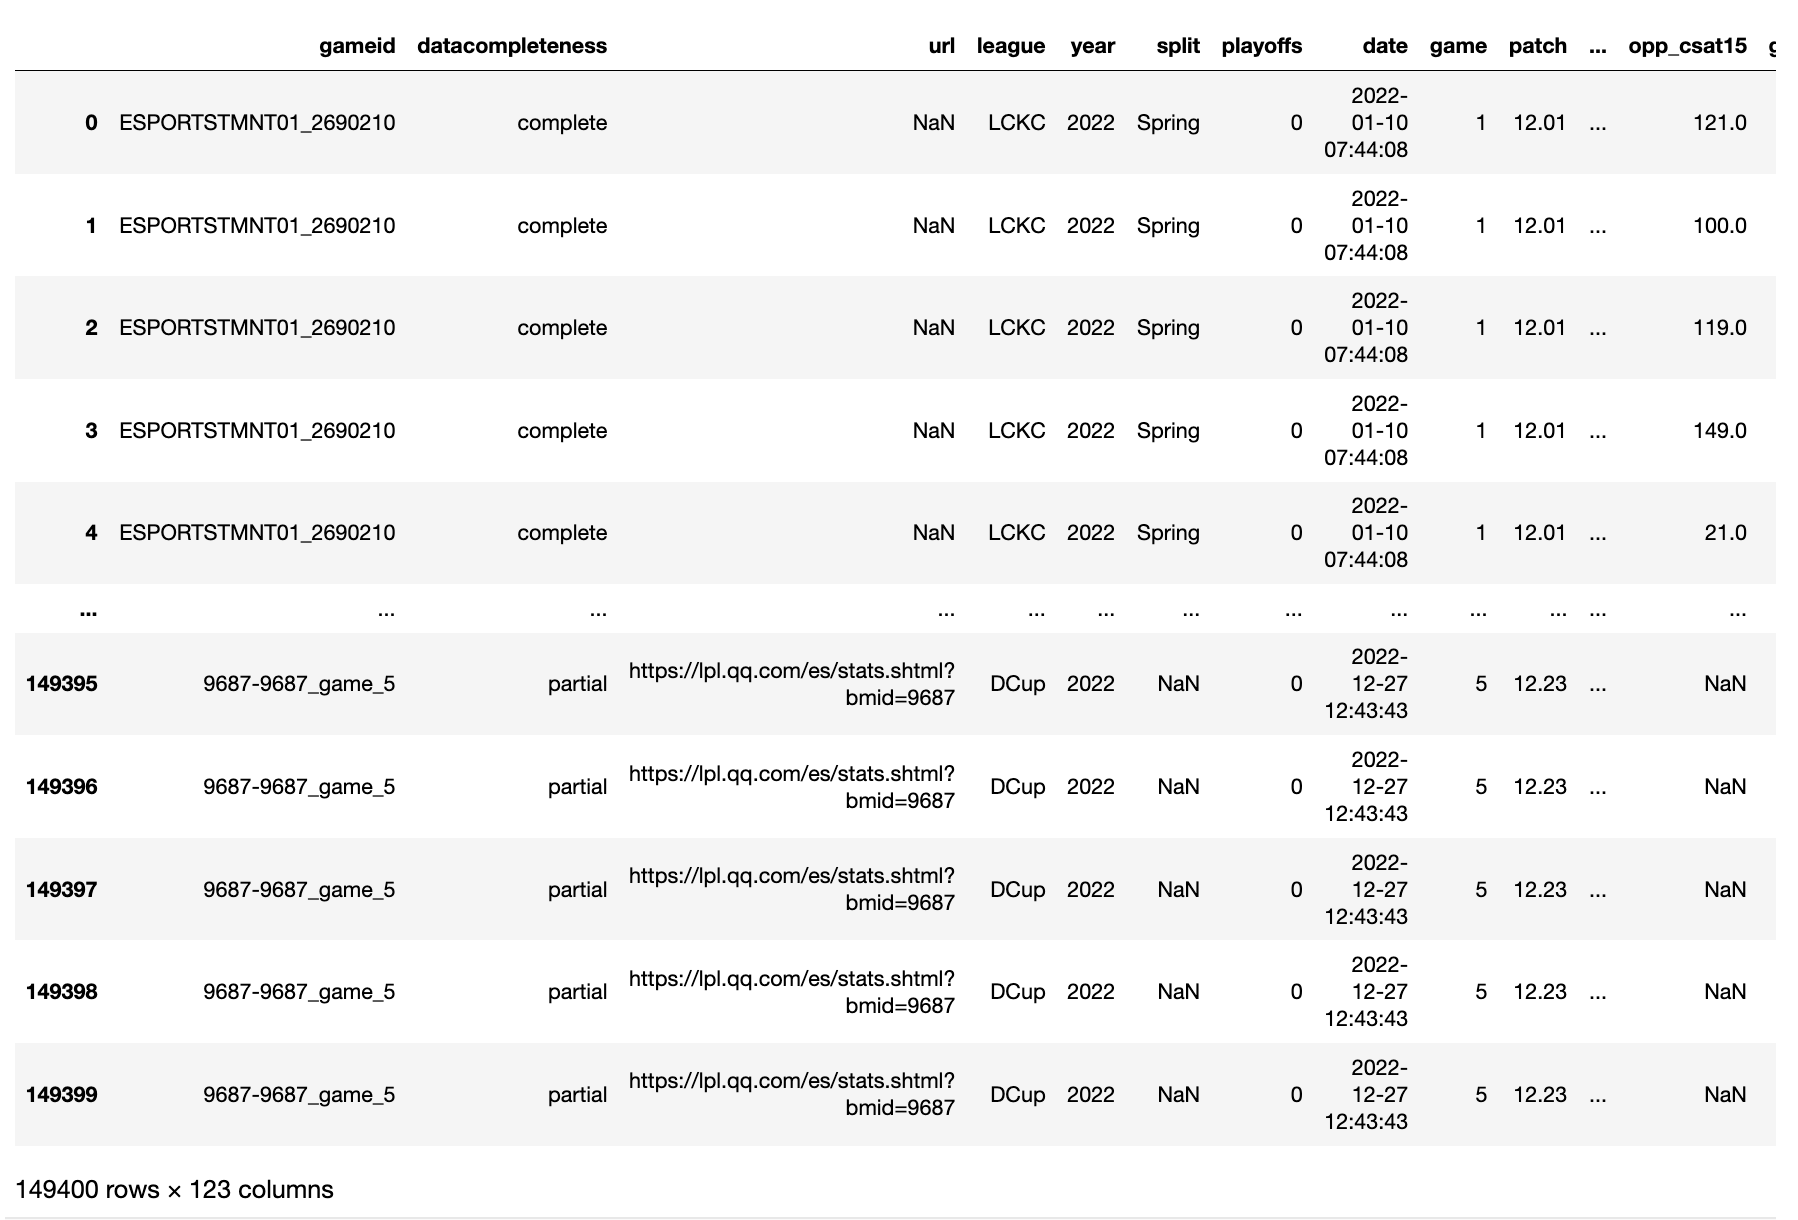 gameid datacompleteness url league year split playoffs date game patch ... opp_csat15 g
0 ESPORTSTMNT01_2690210 complete NaN LCKC 2022 Spring 0 2022-01-10 07:44:08 1 12.01 ... 121.0
1 ESPORTSTMNT01_2690210 complete NaN LCKC 2022 Spring 0 2022-01-10 07:44:08 1 12.01 ... 100.0
2 ESPORTSTMNT01_2690210 complete NaN LCKC 2022 Spring 0 2022-01-10 07:44:08 1 12.01 ... 119.0
3 ESPORTSTMNT01_2690210 complete NaN LCKC 2022 Spring 0 2022-01-10 07:44:08 1 12.01 ... 149.0
4 ESPORTSTMNT01_2690210 complete NaN LCKC 2022 Spring 0 2022-01-10 07:44:08 1 12.01 ... 21.0
... ... ... ... ... ... ... ... ... ... ... ... ...
149395 9687-9687_game_5 partial https://lpl.qq.com/es/stats.shtml?bmid=9687 DCup 2022 NaN 0 2022-12-27 12:43:43 5 12.23 ... NaN
149396 9687-9687_game_5 partial https://lpl.qq.com/es/stats.shtml?bmid=9687 DCup 2022 NaN 0 2022-12-27 12:43:43 5 12.23 ... NaN
149397 9687-9687_game_5 partial https://lpl.qq.com/es/stats.shtml?bmid=9687 DCup 2022 NaN 0 2022-12-27 12:43:43 5 12.23 ... NaN
149398 9687-9687_game_5 partial https://lpl.qq.com/es/stats.shtml?bmid=9687 DCup 2022 NaN 0 2022-12-27 12:43:43 5 12.23 ... NaN
149399 9687-9687_game_5 partial https://lpl.qq.com/es/stats.shtml?bmid=9687 DCup 2022 NaN 0 2022-12-27 12:43:43 5 12.23 ... NaN
149400 rows × 123 columns